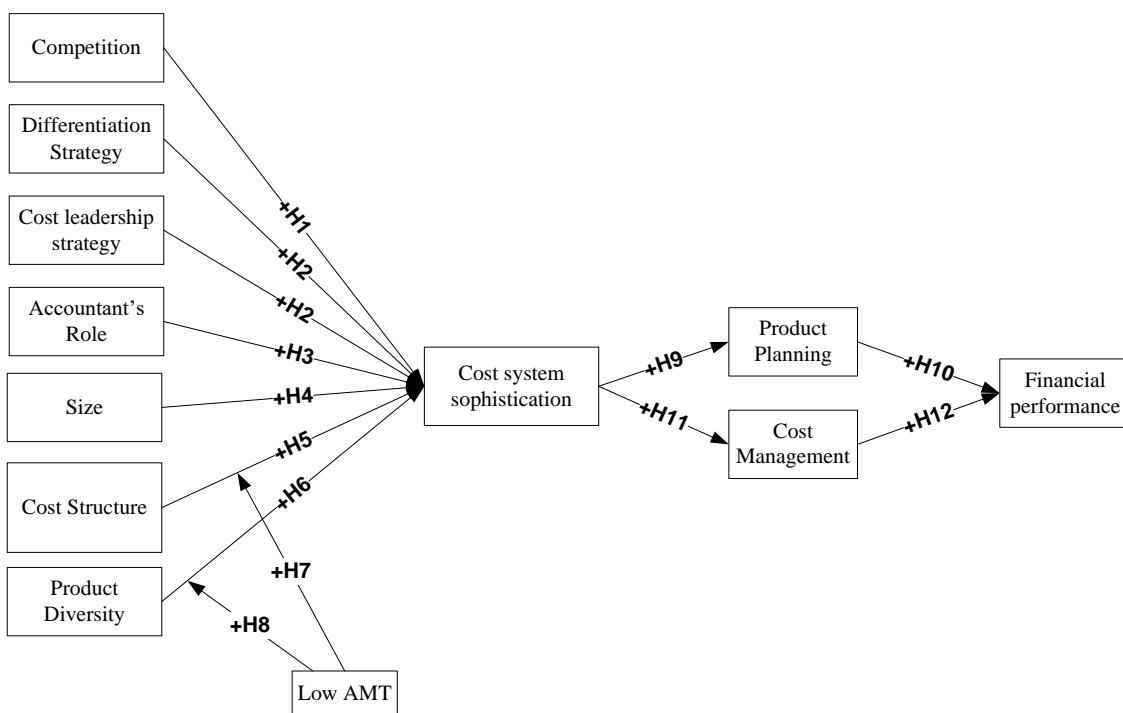 Competition
Differentiation
Strategy
Cost leadership
strategy
Accountant’s
Role
Size
Cost Structure
Product
Diversity
Low AMT
+H1
+H2
+H2
+H3
+H4
+H5
+H6
+H7
+H8
Cost system
sophistication
+H9
+H11
Product
Planning
Cost
Management
+H10
+H12
Financial
performance